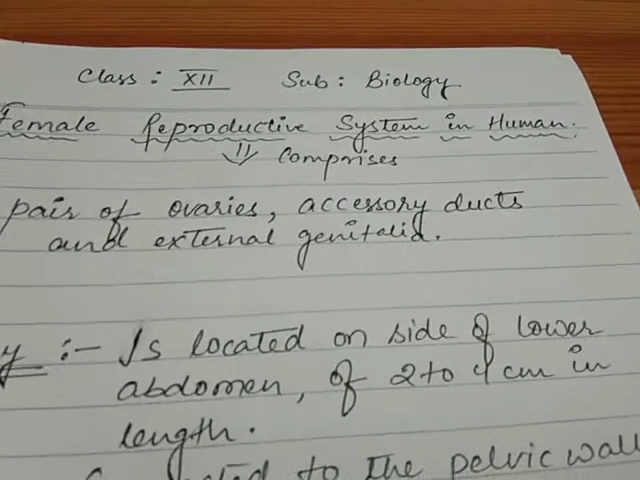 Class : XII Sub : Biology
Female Reproductive System in Human.
⇓ Comprises
pair of ovaries, accessory ducts
and external genitalia.
y :- Is located on side of lower
abdomen, of 2 to 4 cm in
length.
to the pelvic wall